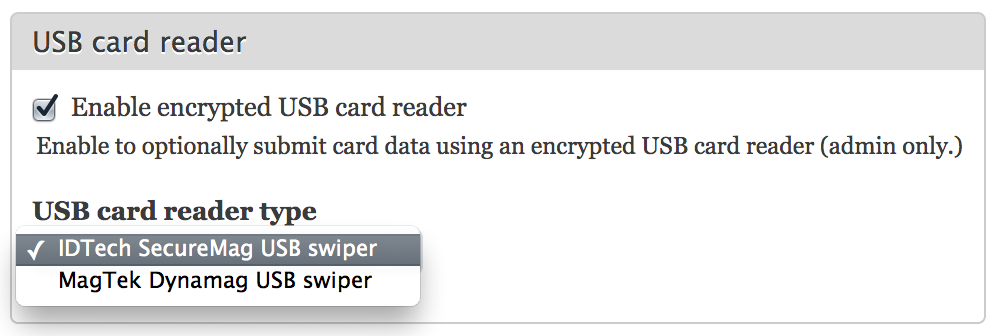 USB card reader
Enable encrypted USB card reader
Enable to optionally submit card data using an encrypted USB card reader (admin only.)
USB card reader type
IDTech SecureMag USB swiper
MagTek Dynamag USB swiper